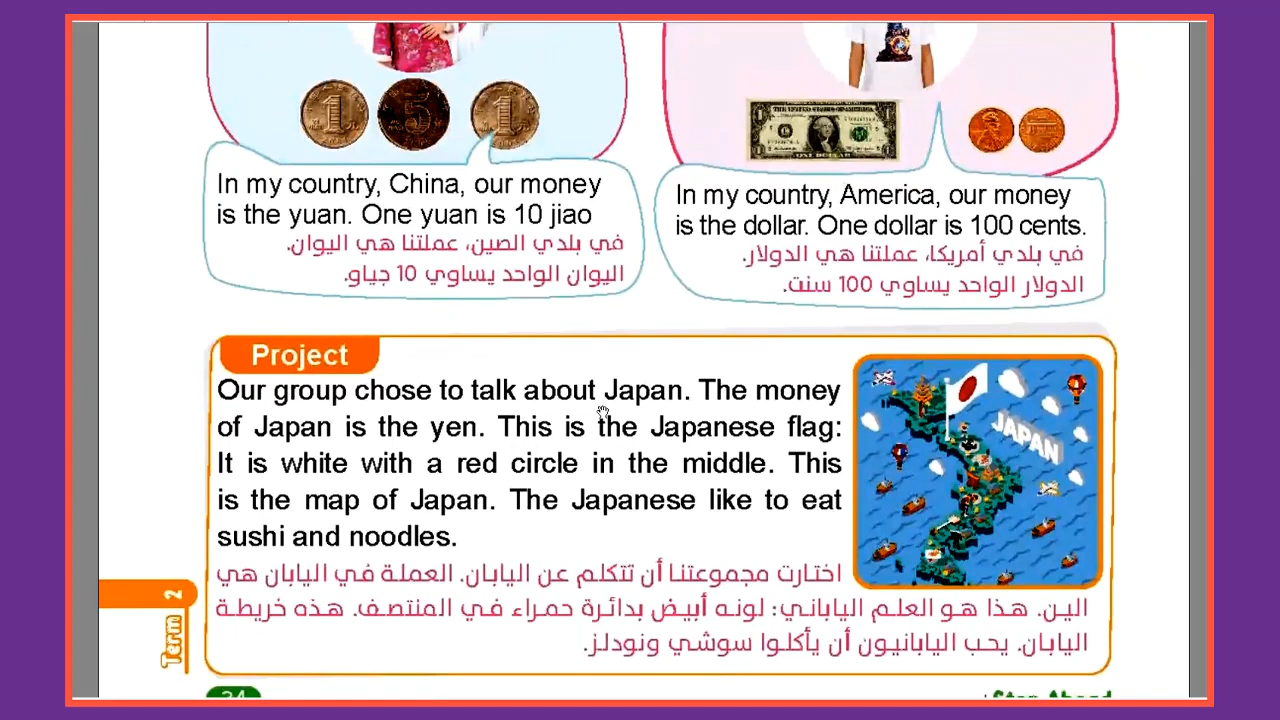 In my country, China, our money
is the yuan. One yuan is 10 jiao
في بلدي الصين، عملتنا هي اليوان.
اليوان الواحد يساوي 10 جياو.
In my country, America, our money
is the dollar. One dollar is 100 cents.
في بلدي أمريكا، عملتنا هي الدولار.
الدولار الواحد يساوي 100 سنت.
Project
Our group chose to talk about Japan. The money
of Japan is the yen. This is the Japanese flag:
It is white with a red circle in the middle. This
is the map of Japan. The Japanese like to eat
sushi and noodles.
JAPAN
اختارت مجموعتنا أن تتكلم عن اليابان. العملة في اليابان هي
الين. هذا هو العلم الياباني: لونه أبيض بدائرة حمراء في المنتصف. هذه خريطة
اليابان. يحب اليابانيون أن يأكلوا سوشي ونودلز.
Term 2